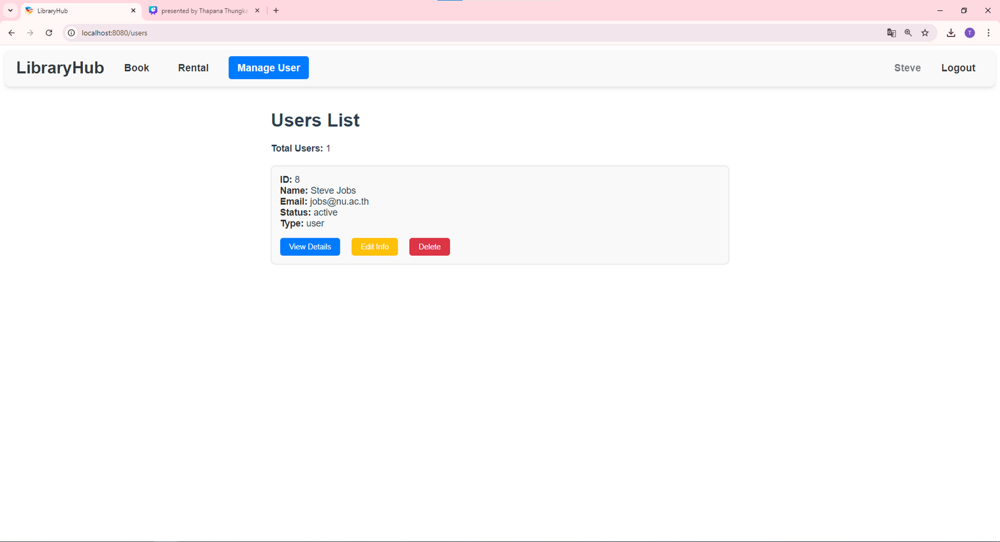 LibraryHub
presented by Thapana Thungka
localhost:8080/users
T
LibraryHub Book Rental Manage User Steve Logout
Users List
Total Users: 1
ID: 8
Name: Steve Jobs
Email: jobs@nu.ac.th
Status: active
Type: user
View Details Edit Info Delete